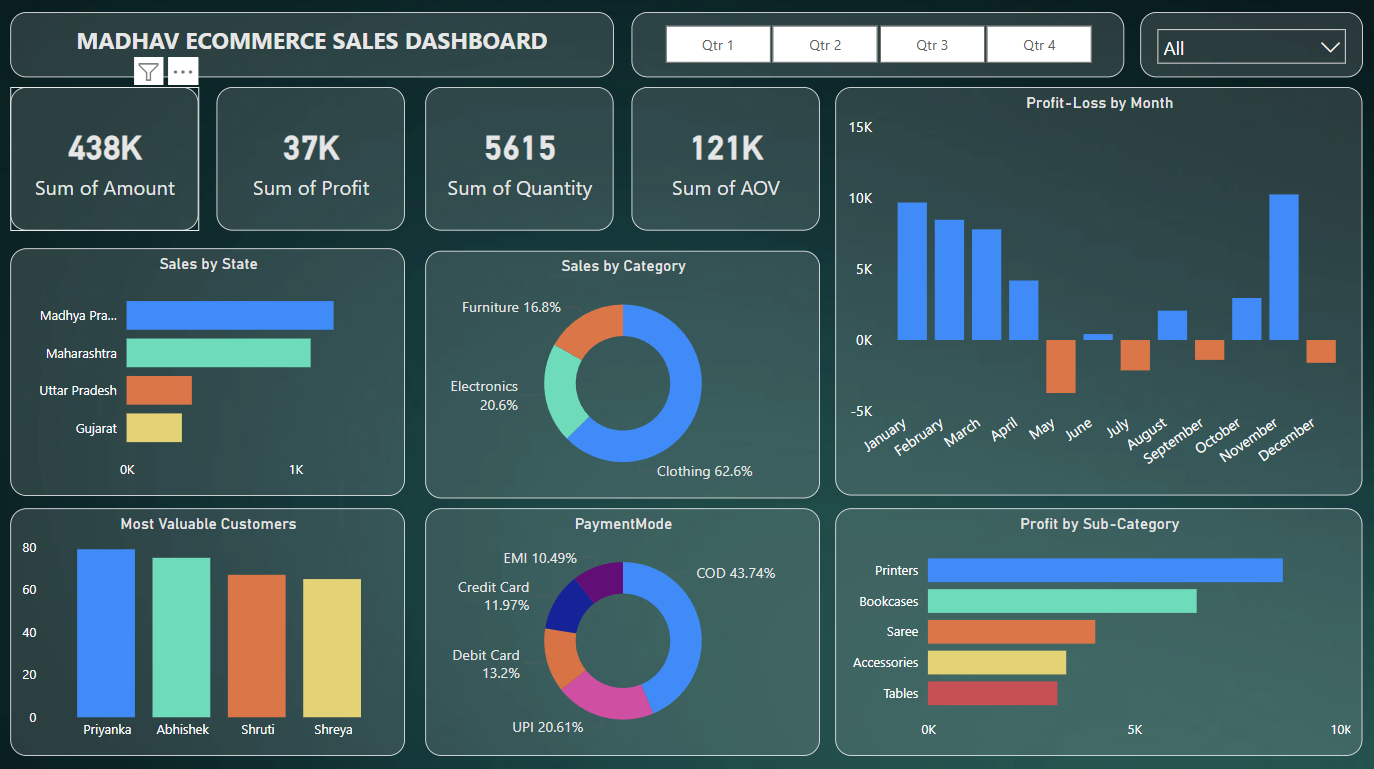 MADHAV ECOMMERCE SALES DASHBOARD
Qtr 1
Qtr 2
Qtr 3
Qtr 4
All
438K
Sum of Amount
37K
Sum of Profit
5615
Sum of Quantity
121K
Sum of AOV
Profit-Loss by Month
15K
10K
5K
0K
-5K
January
February
March
April
May
June
July
August
September
October
November
December
Sales by State
Madhya Pra...
Maharashtra
Uttar Pradesh
Gujarat
0K
1K
Sales by Category
Furniture 16.8%
Electronics
20.6%
Clothing 62.6%
Most Valuable Customers
80
60
40
20
0
Priyanka
Abhishek
Shruti
Shreya
PaymentMode
EMI 10.49%
COD 43.74%
Credit Card
11.97%
Debit Card
13.2%
UPI 20.61%
Profit by Sub-Category
Printers
Bookcases
Saree
Accessories
Tables
0K
5K
10K